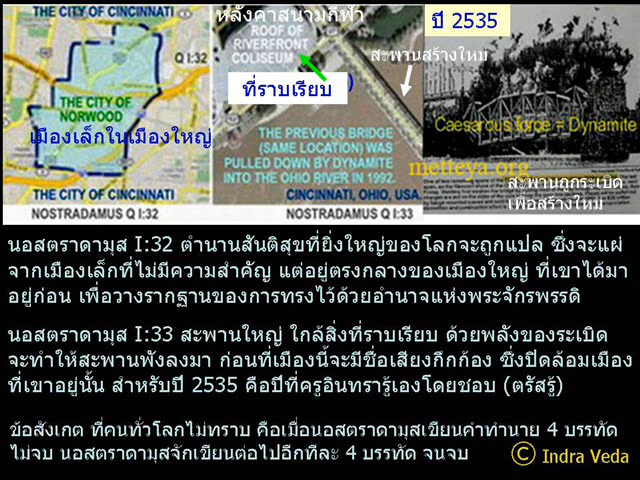 THE CITY OF CINCINNATI
Q I:32
THE CITY OF NORWOOD
เมืองเล็กในเมืองใหญ่
THE CITY OF CINCINNATI
NOSTRADAMUS Q I:32
หลังคาสนามกีฬา
ROOF OF
RIVERFRONT
COLISEUM
ที่ราบเรียบ
สะพานสร้างใหม่
THE PREVIOUS BRIDGE
(SAME LOCATION) WAS
PULLED DOWN BY DYNAMITE
INTO THE OHIO RIVER IN 1992.
CINCINNATI, OHIO, USA.
NOSTRADAMUS Q I:33
ปี 2535
Caesarous force = Dynamite
metteya.org
สะพานถูกระเบิด
เพื่อสร้างใหม่
นอสตราดามุส I:32 ตำนานสันติสุขที่ยิ่งใหญ่ของโลกจะถูกแปล ซึ่งจะแผ่
จากเมืองเล็กที่ไม่มีความสำคัญ แต่อยู่ตรงกลางของเมืองใหญ่ ที่เขาได้มา
อยู่ก่อน เพื่อวางรากฐานของการทรงไว้ด้วยอำนาจแห่งพระจักรพรรดิ
นอสตราดามุส I:33 สะพานใหญ่ ใกล้สิ่งที่ราบเรียบ ด้วยพลังของระเบิด
จะทำให้สะพานพังลงมา ก่อนที่เมืองนี้จะมีชื่อเสียงกึกก้อง ซึ่งปิดล้อมเมือง
ที่เขาอยู่นั้น สำหรับปี 2535 คือปีที่ครูอินทรารู้เองโดยชอบ (ตรัสรู้)
ข้อสังเกต ที่คนทั่วโลกไม่ทราบ คือเมื่อนอสตราดามุสเขียนคำทำนาย 4 บรรทัด
ไม่จบ นอสตราดามุสจักเขียนต่อไปอีกทีละ 4 บรรทัด จนจบ
© Indra Veda